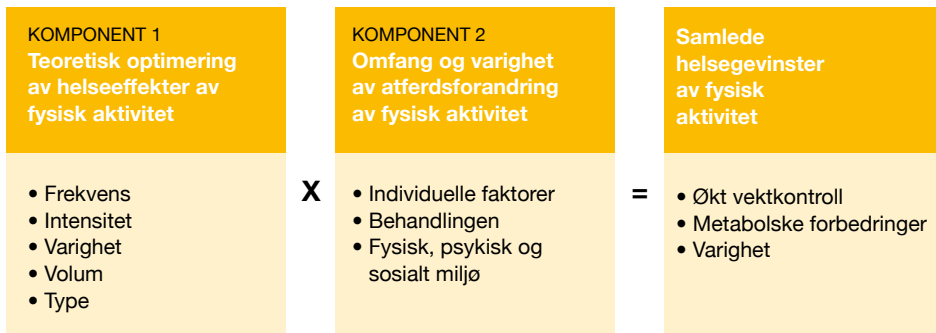 KOMPONENT 1
Teoretisk optimering
av helseeffekter av
fysisk aktivitet
• Frekvens
• Intensitet
• Varighet
• Volum
• Type
X
KOMPONENT 2
Omfang og varighet
av atferdsforandring
av fysisk aktivitet
• Individuelle faktorer
• Behandlingen
• Fysisk, psykisk og
sosialt miljø
=
Samlede
helsegevinster
av fysisk
aktivitet
• Økt vektkontroll
• Metabolske forbedringer
• Varighet